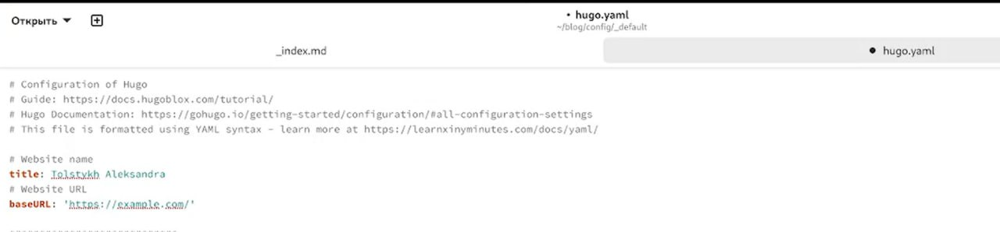 Открыть
• hugo.yaml
~/blog/config/_default
_index.md
● hugo.yaml
# Configuration of Hugo
# Guide: https://docs.hugoblox.com/tutorial/
# Hugo Documentation: https://gohugo.io/getting-started/configuration/#all-configuration-settings
# This file is formatted using YAML syntax - learn more at https://learnxinyminutes.com/docs/yaml/
# Website name
title: Tolstykh Aleksandra
# Website URL
baseURL: 'https://example.com/'